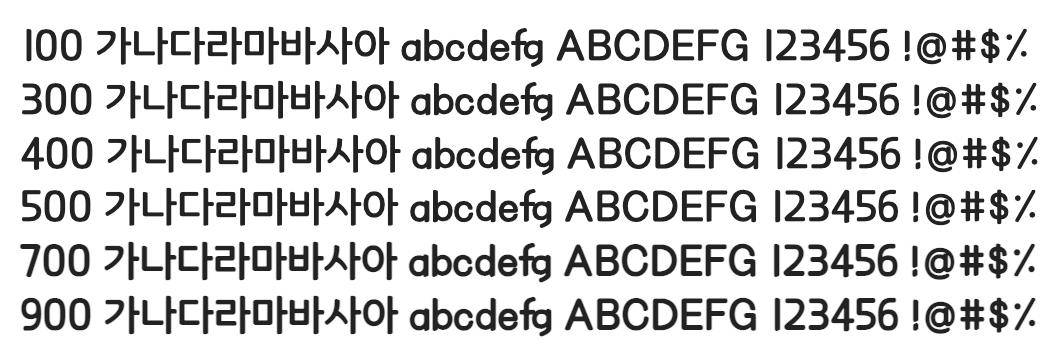 100 가나다라마바사아 abcdefg ABCDEFG 123456 !@#$%
300 가나다라마바사아 abcdefg ABCDEFG 123456 !@#$%
400 가나다라마바사아 abcdefg ABCDEFG 123456 !@#$%
500 가나다라마바사아 abcdefg ABCDEFG 123456 !@#$%
700 가나다라마바사아 abcdefg ABCDEFG 123456 !@#$%
900 가나다라마바사아 abcdefg ABCDEFG 123456 !@#$%